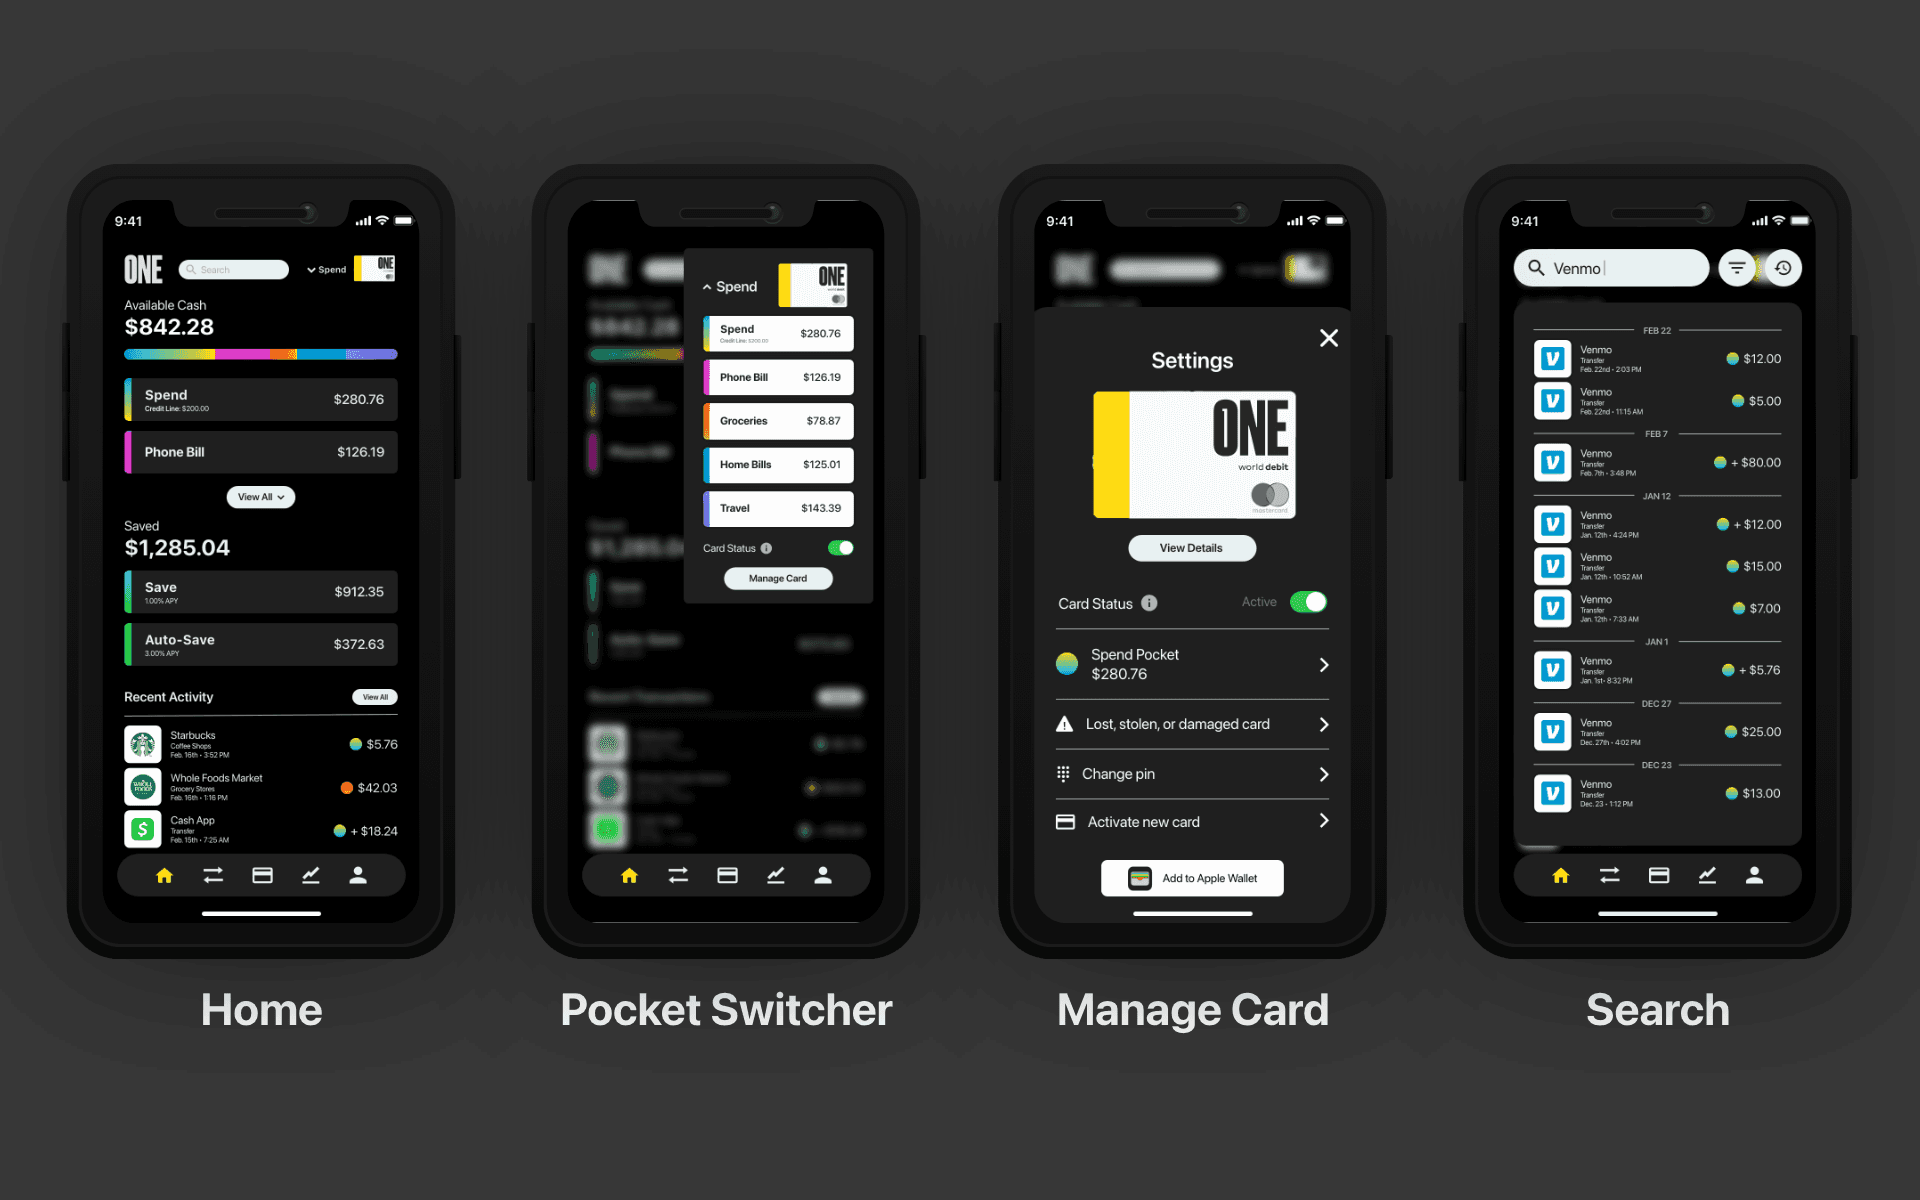 9:41
ONE
Search
Spend
ONE
Available Cash
$842.28
Spend
Credit Line: $200.00
$280.76
Phone Bill
$126.19
View All
Saved
$1,285.04
Save
1.00% APY
$912.35
Auto-Save
3.00% APY
$372.63
Recent Activity
View All
Starbucks
Coffee Shops
Feb. 16th • 3:52 PM
$5.76
Whole Foods Market
Grocery Stores
Feb. 16th • 1:16 PM
$42.03
Cash App
Transfer
Feb. 15th • 7:25 AM
+ $18.24
Home
Spend
ONE
Spend
Credit Line: $200.00
$280.76
Phone Bill
$126.19
Groceries
$78.87
Home Bills
$125.01
Travel
$143.39
Card Status
Manage Card
Pocket Switcher
9:41
Settings
ONE
world debit
mastercard
View Details
Card Status
Active
Spend Pocket
$280.76
Lost, stolen, or damaged card
Change pin
Activate new card
Add to Apple Wallet
Manage Card
9:41
Venmo
FEB 22
Venmo
Transfer
Feb. 22nd • 2:03 PM
$12.00
Venmo
Transfer
Feb. 22nd • 11:15 AM
$5.00
FEB 7
Venmo
Transfer
Feb. 7th • 3:48 PM
+ $80.00
JAN 12
Venmo
Transfer
Jan. 12th • 4:24 PM
+ $12.00
Venmo
Transfer
Jan. 12th • 10:52 AM
$15.00
Venmo
Transfer
Jan. 12th • 7:33 AM
$7.00
JAN 1
Venmo
Transfer
Jan. 1st • 8:32 PM
+ $5.76
DEC 27
Venmo
Transfer
Dec. 27th • 4:02 PM
$25.00
DEC 23
Venmo
Transfer
Dec. 23 • 1:12 PM
$13.00
Search